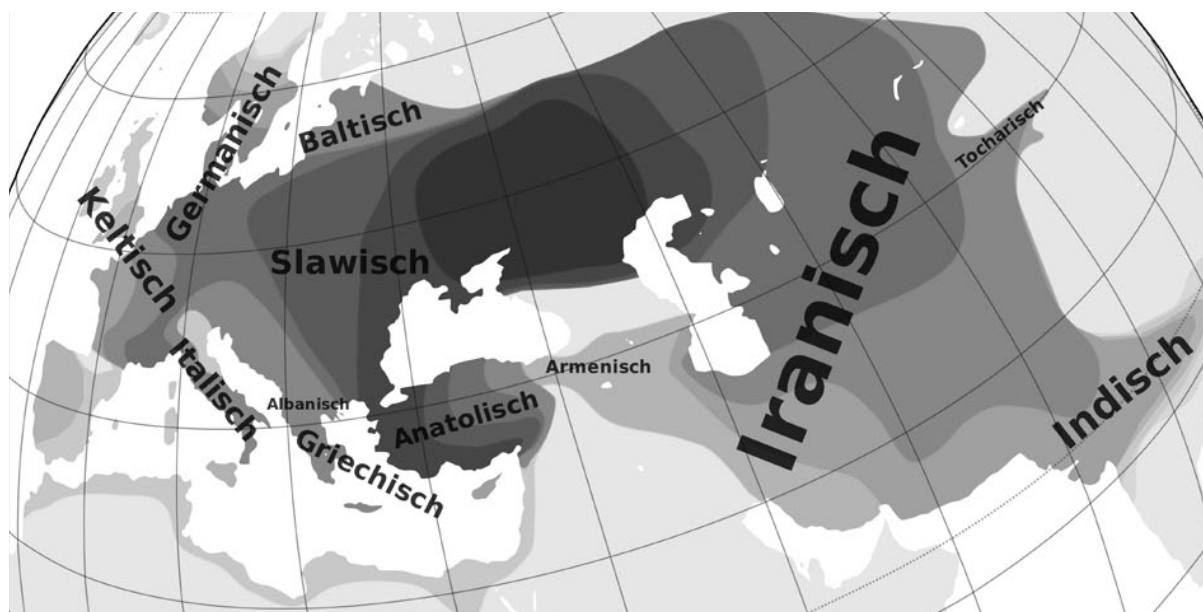 Germanisch
Baltisch
Tocharisch
Keltisch
Slawisch
Iranisch
Italisch
Armenisch
Indisch
Albanisch
Anatolisch
Griechisch